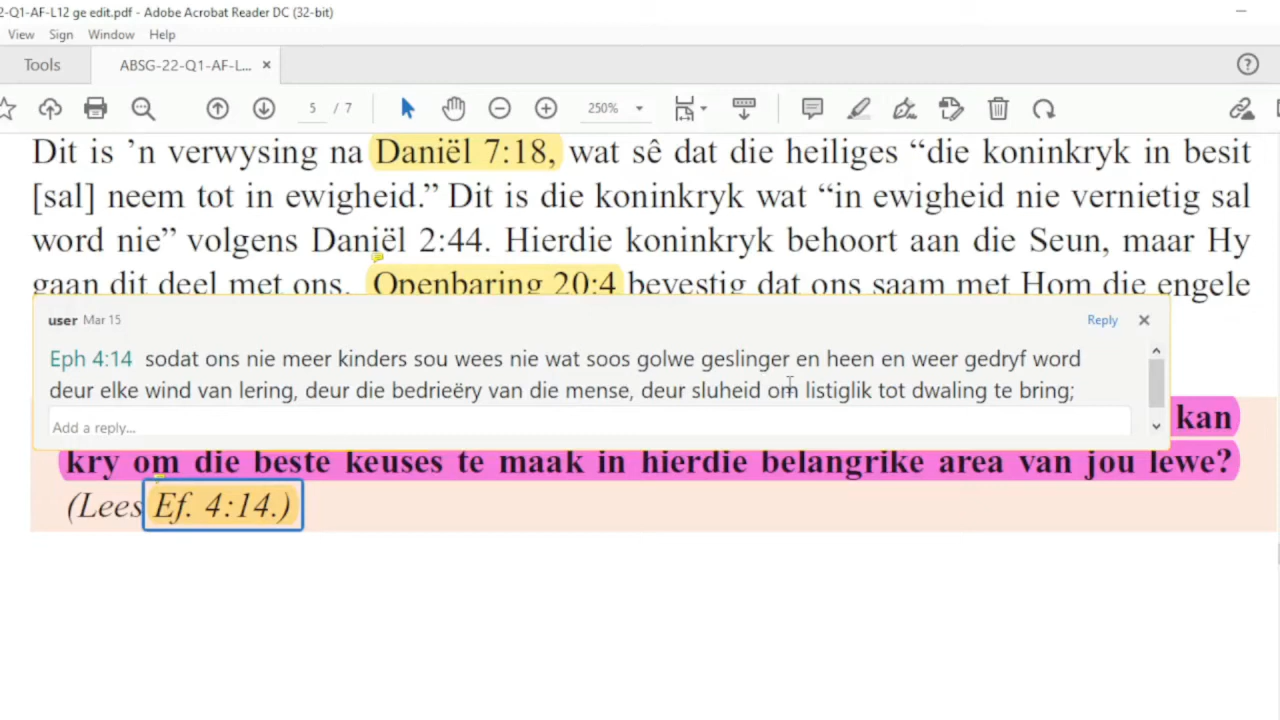 2-Q1-AF-L12 ge edit.pdf - Adobe Acrobat Reader DC (32-bit)
View Sign Window Help
Tools ABSG-22-Q1-AF-L... ×
5 / 7 250%
Dit is ’n verwysing na Daniël 7:18, wat sê dat die heiliges “die koninkryk in besit
[sal] neem tot in ewigheid.” Dit is die koninkryk wat “in ewigheid nie vernietig sal
word nie” volgens Daniël 2:44. Hierdie koninkryk behoort aan die Seun, maar Hy
gaan dit deel met ons. Openbaring 20:4 bevestig dat ons saam met Hom die engele
user Mar 15 Reply
Eph 4:14 sodat ons nie meer kinders sou wees nie wat soos golwe geslinger en heen en weer gedryf word
deur elke wind van lering, deur die bedrieëry van die mense, deur sluheid om listiglik tot dwaling te bring;
Add a reply...
kan
kry om die beste keuses te maak in hierdie belangrike area van jou lewe?
(Lees Ef. 4:14.)